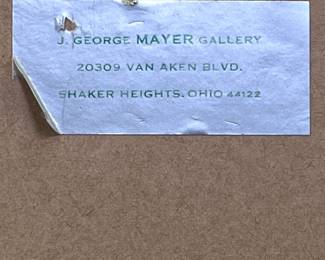 J. GEORGE MAYER GALLERY
20309 VAN AKEN BLVD.
SHAKER HEIGHTS, OHIO 44122